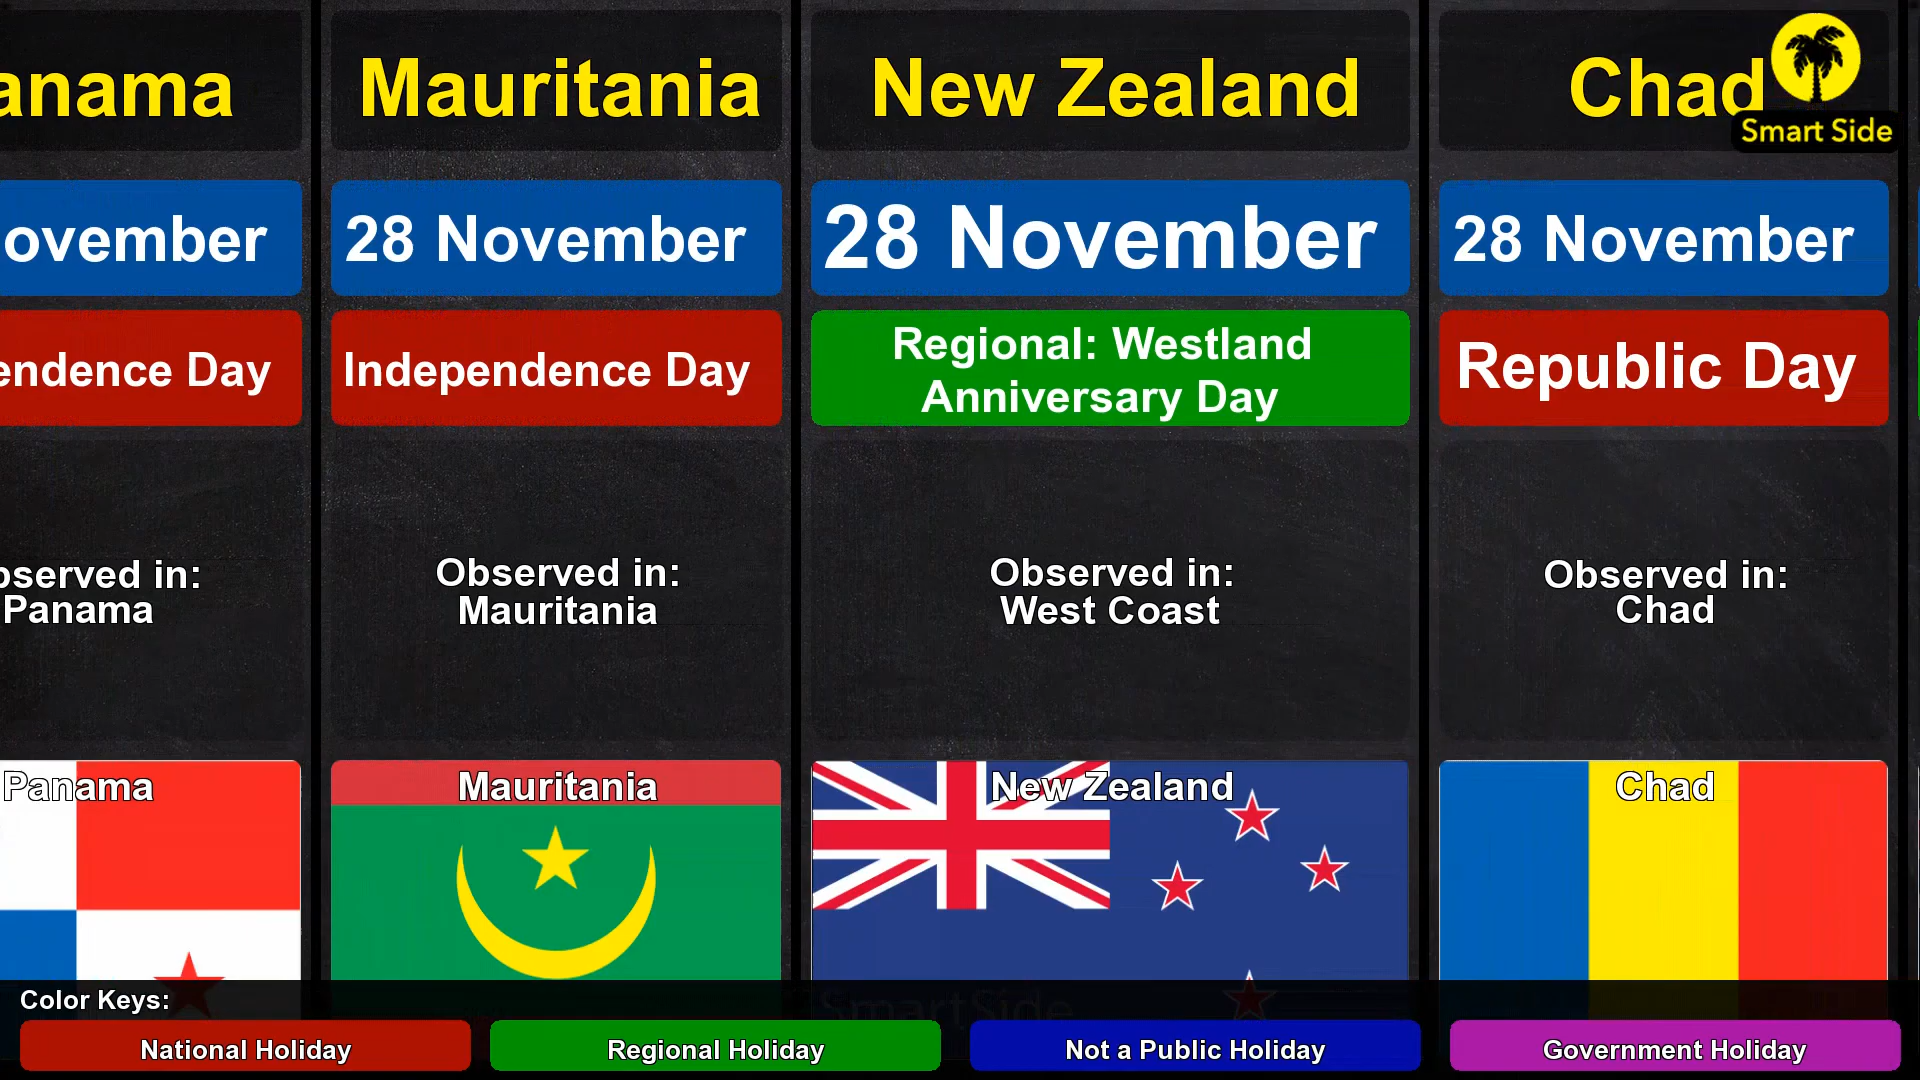 anama
ovember
endence Day
bserved in:
Panama
Panama
Mauritania
28 November
Independence Day
Observed in:
Mauritania
Mauritania
New Zealand
28 November
Regional: Westland
Anniversary Day
Observed in:
West Coast
New Zealand
SmartSide
Chad
28 November
Republic Day
Observed in:
Chad
Chad
Smart Side
Color Keys:
National Holiday
Regional Holiday
Not a Public Holiday
Government Holiday